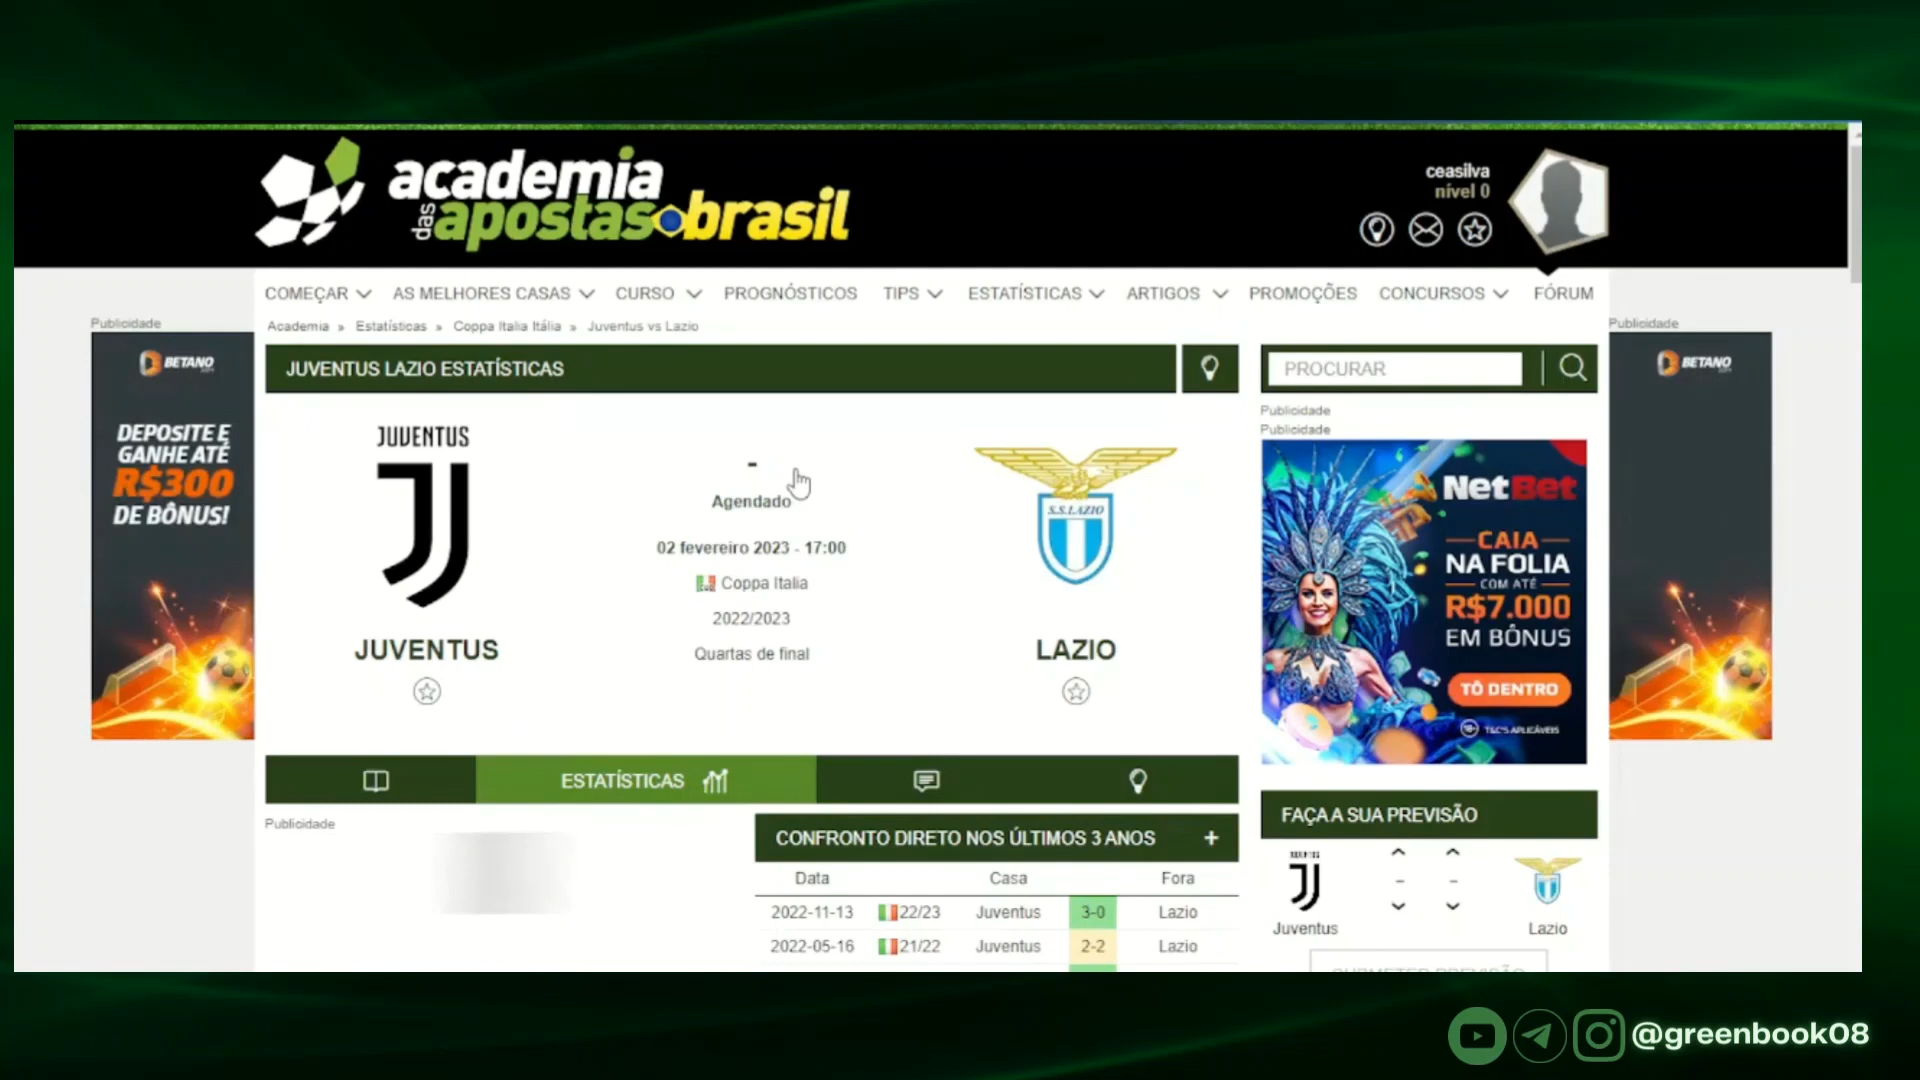 academia
das apostas brasil
ceasilva
nível 0
COMEÇAR AS MELHORES CASAS CURSO PROGNÓSTICOS TIPS ESTATÍSTICAS ARTIGOS PROMOÇÕES CONCURSOS FÓRUM
Academia » Estatísticas » Coppa Italia Itália » Juventus vs Lazio
Publicidade
BETANO
DEPOSITE E
GANHE ATÉ
R$300
DE BÔNUS!
JUVENTUS LAZIO ESTATÍSTICAS
JUVENTUS
JUVENTUS
-
Agendado
02 fevereiro 2023 - 17:00
Coppa Italia
2022/2023
Quartas de final
S.S.LAZIO
LAZIO
ESTATÍSTICAS
Publicidade
CONFRONTO DIRETO NOS ÚLTIMOS 3 ANOS +
Data Casa Fora
2022-11-13 22/23 Juventus 3-0 Lazio
2022-05-16 21/22 Juventus 2-2 Lazio
PROCURAR
Publicidade
Publicidade
NetBet
CAIA
NA FOLIA
COM ATÉ
R$7.000
EM BÔNUS
TÔ DENTRO
18+ T&C'S APLICÁVEIS
FAÇA A SUA PREVISÃO
JUVENTUS
- -
Juventus Lazio
Publicidade
BETANO
@greenbook08